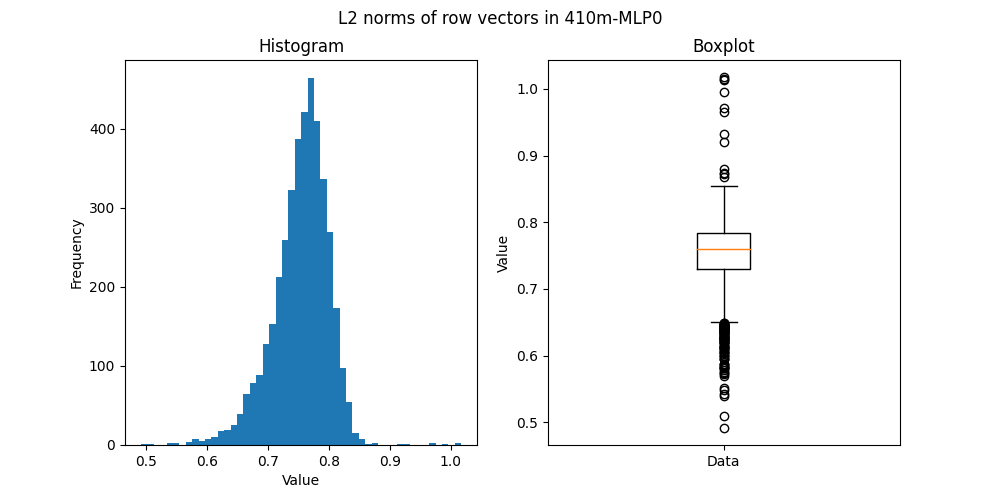 L2 norms of row vectors in 410m-MLP0
Histogram
Frequency
400
300
200
100
0
0.5 0.6 0.7 0.8 0.9 1.0
Value
Boxplot
Value
1.0
0.9
0.8
0.7
0.6
0.5
Data